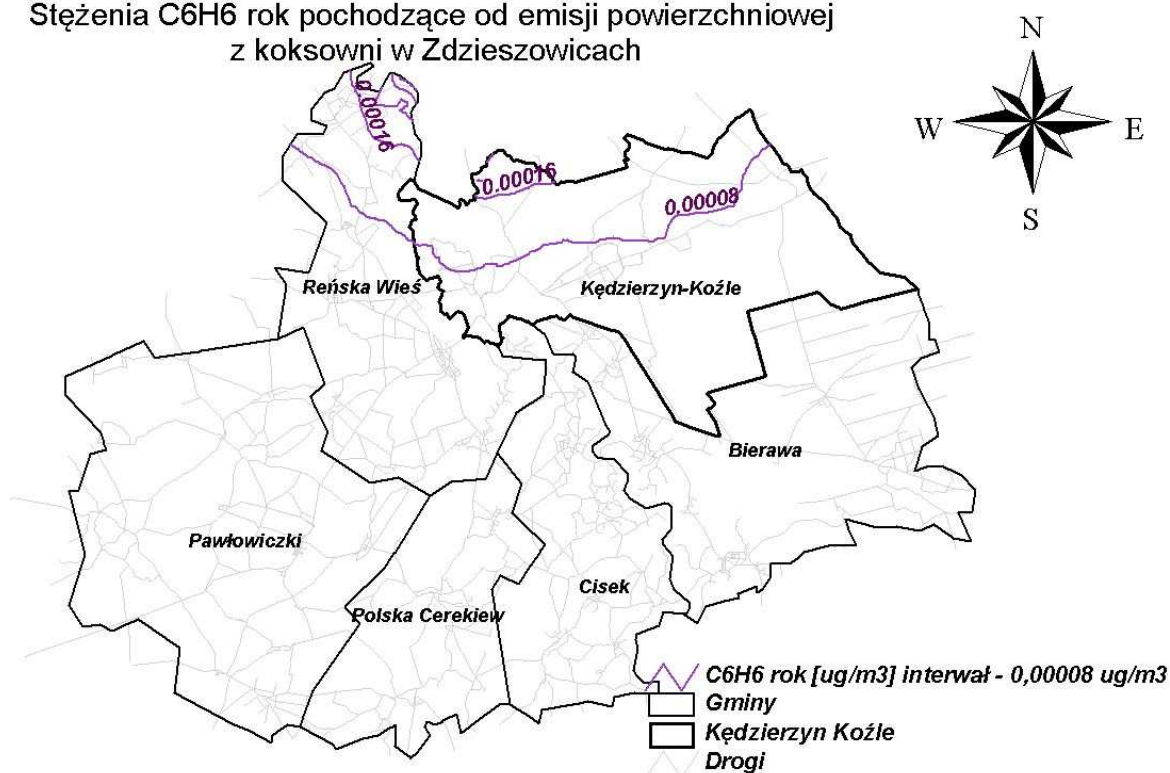 Stężenia C6H6 rok pochodzące od emisji powierzchniowej
z koksowni w Zdzieszowicach
N
W
E
S
0.00016
0.00016
0.00008
Reńska Wieś
Kędzierzyn-Koźle
Bierawa
Pawłowiczki
Cisek
Polska Cerekiew
C6H6 rok [ug/m3] interwał - 0,00008 ug/m3
Gminy
Kędzierzyn Koźle
Drogi